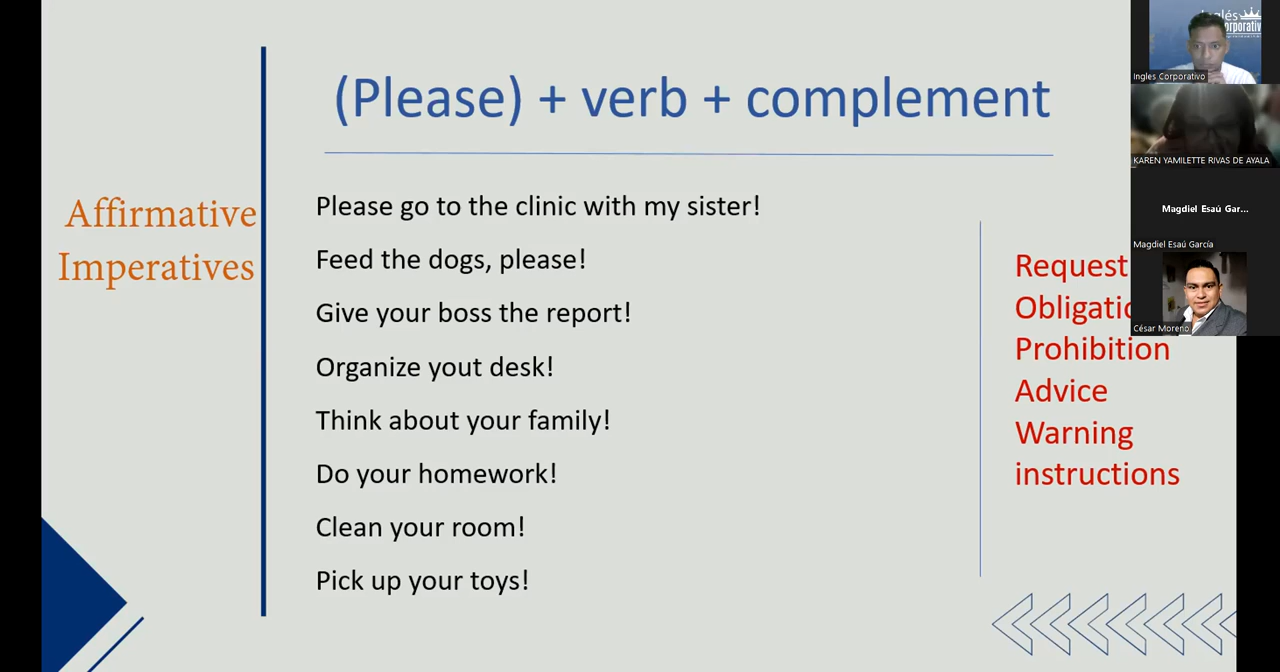 (Please) + verb + complement
Affirmative
Imperatives
Please go to the clinic with my sister!
Feed the dogs, please!
Give your boss the report!
Organize yout desk!
Think about your family!
Do your homework!
Clean your room!
Pick up your toys!
Request
Prohibition
Advice
Warning
instructions
Inglés
Ingles Corporativo
KAREN YAMILETTE RIVAS DE AYALA
Magdiel Esaú Gar...
Magdiel Esaú García
César Moreno